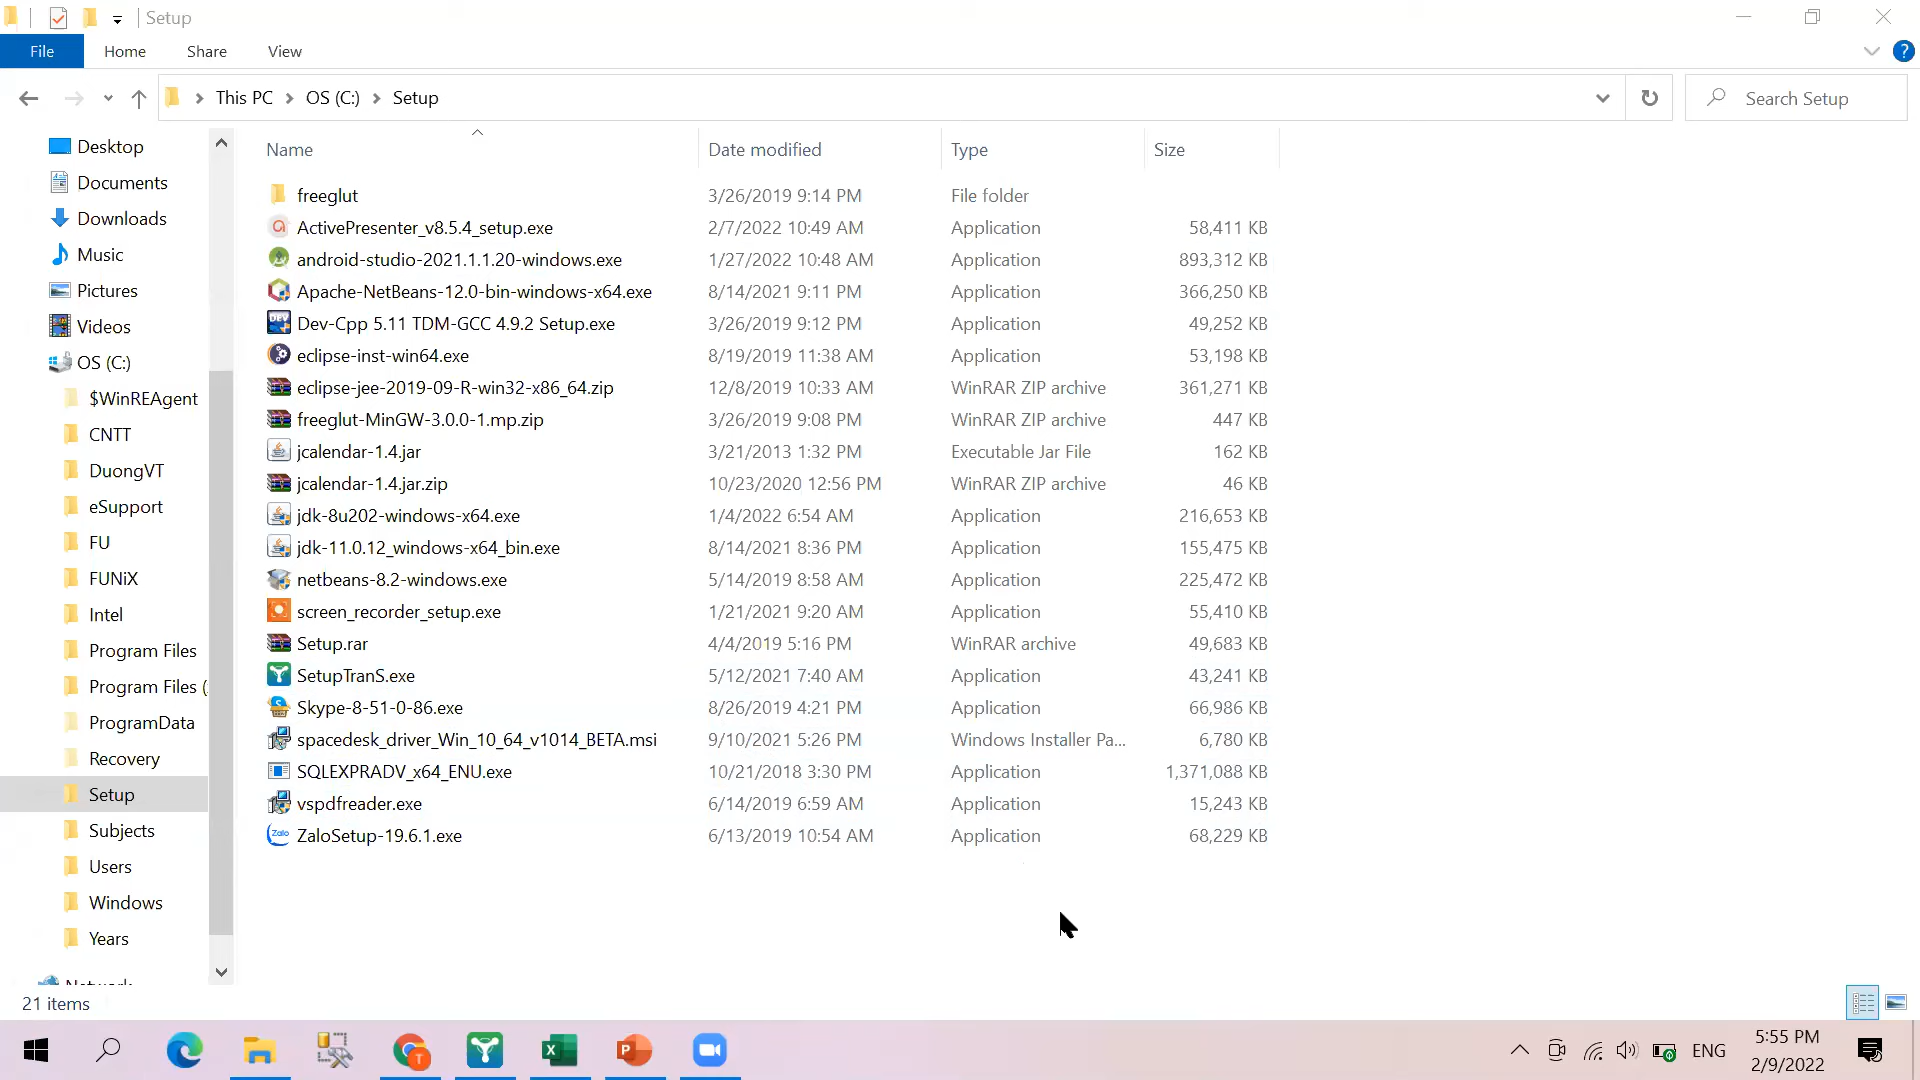 Setup
File Home Share View
This PC OS (C:) Setup Search Setup
Desktop
Documents
Downloads
Music
Pictures
Videos
OS (C:)
$WinREAgent
CNTT
DuongVT
eSupport
FU
FUNiX
Intel
Program Files
Program Files (
ProgramData
Recovery
Setup
Subjects
Users
Windows
Years
Network
Name Date modified Type Size
freeglut 3/26/2019 9:14 PM File folder
ActivePresenter_v8.5.4_setup.exe 2/7/2022 10:49 AM Application 58,411 KB
android-studio-2021.1.1.20-windows.exe 1/27/2022 10:48 AM Application 893,312 KB
Apache-NetBeans-12.0-bin-windows-x64.exe 8/14/2021 9:11 PM Application 366,250 KB
DEV Dev-Cpp 5.11 TDM-GCC 4.9.2 Setup.exe 3/26/2019 9:12 PM Application 49,252 KB
eclipse-inst-win64.exe 8/19/2019 11:38 AM Application 53,198 KB
eclipse-jee-2019-09-R-win32-x86_64.zip 12/8/2019 10:33 AM WinRAR ZIP archive 361,271 KB
freeglut-MinGW-3.0.0-1.mp.zip 3/26/2019 9:08 PM WinRAR ZIP archive 447 KB
jcalendar-1.4.jar 3/21/2013 1:32 PM Executable Jar File 162 KB
jcalendar-1.4.jar.zip 10/23/2020 12:56 PM WinRAR ZIP archive 46 KB
jdk-8u202-windows-x64.exe 1/4/2022 6:54 AM Application 216,653 KB
jdk-11.0.12_windows-x64_bin.exe 8/14/2021 8:36 PM Application 155,475 KB
netbeans-8.2-windows.exe 5/14/2019 8:58 AM Application 225,472 KB
screen_recorder_setup.exe 1/21/2021 9:20 AM Application 55,410 KB
Setup.rar 4/4/2019 5:16 PM WinRAR archive 49,683 KB
SetupTranS.exe 5/12/2021 7:40 AM Application 43,241 KB
Skype-8-51-0-86.exe 8/26/2019 4:21 PM Application 66,986 KB
spacedesk_driver_Win_10_64_v1014_BETA.msi 9/10/2021 5:26 PM Windows Installer Pa... 6,780 KB
SQLEXPRADV_x64_ENU.exe 10/21/2018 3:30 PM Application 1,371,088 KB
vspdfreader.exe 6/14/2019 6:59 AM Application 15,243 KB
Zalo ZaloSetup-19.6.1.exe 6/13/2019 10:54 AM Application 68,229 KB
21 items
ENG
5:55 PM
2/9/2022